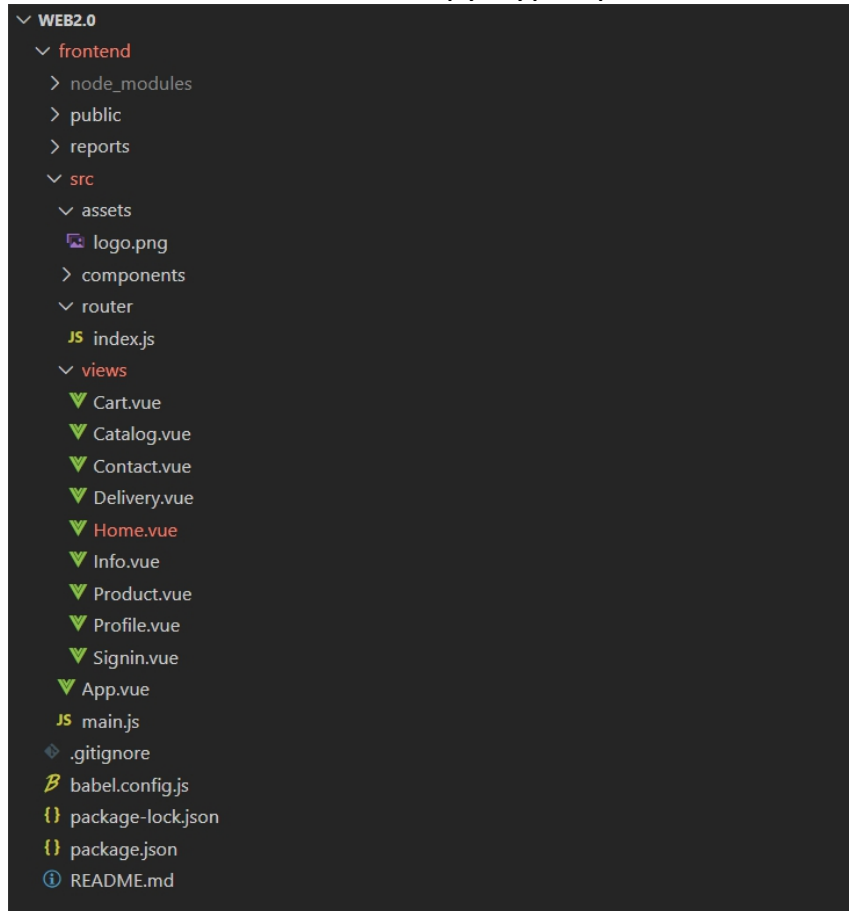 WEB2.0
frontend
node_modules
public
reports
src
assets
logo.png
components
router
JS index.js
views
Cart.vue
Catalog.vue
Contact.vue
Delivery.vue
Home.vue
Info.vue
Product.vue
Profile.vue
Signin.vue
App.vue
JS main.js
.gitignore
babel.config.js
{} package-lock.json
{} package.json
README.md